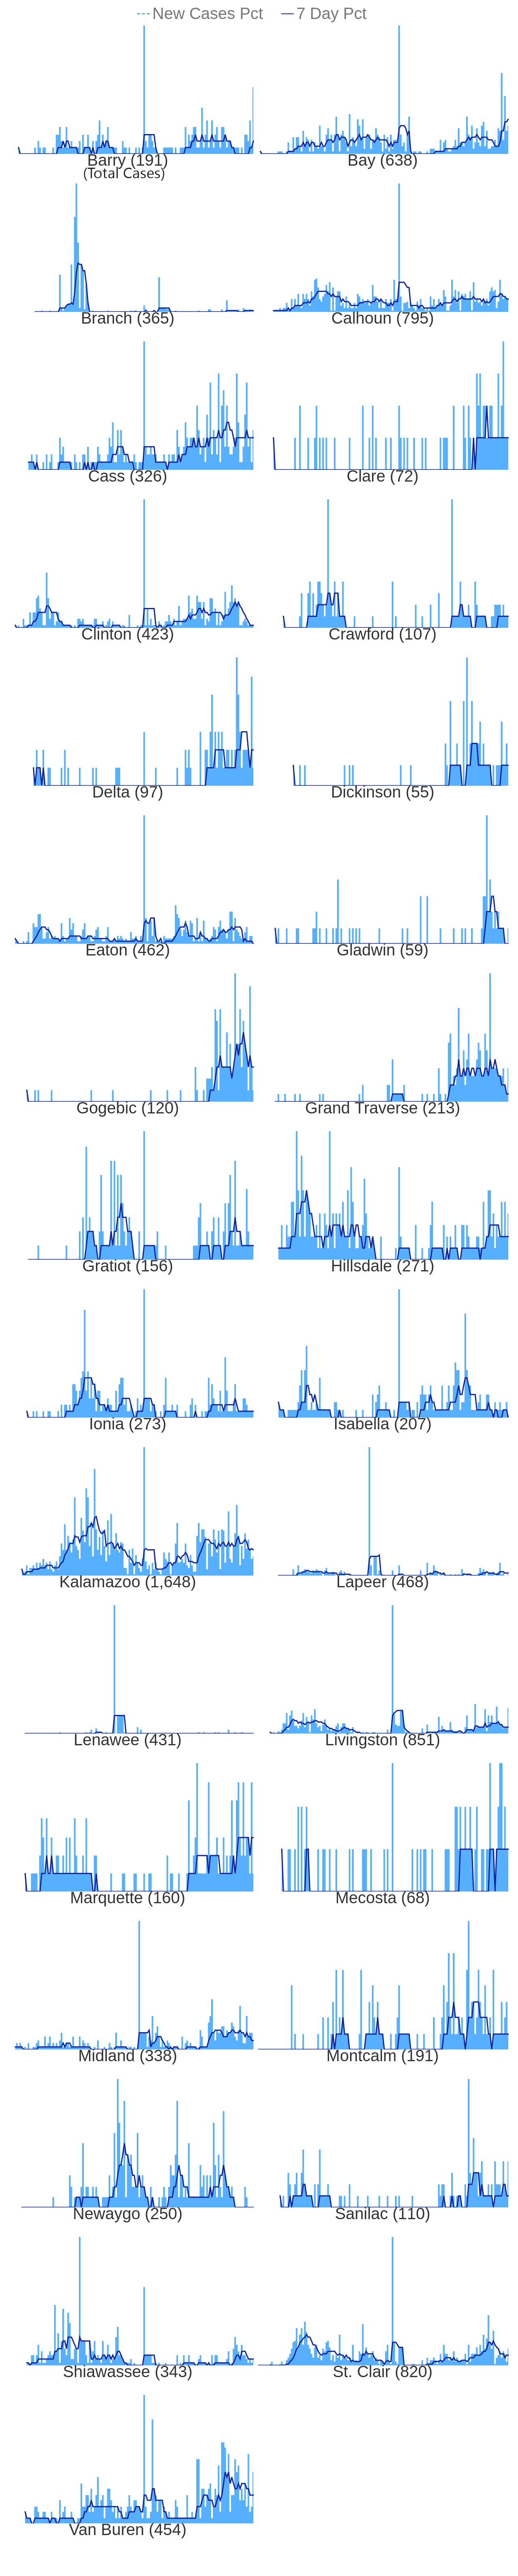 New Cases Pct 7 Day Pct
Barry (191) Bay (638)
(Total Cases)
Branch (365) Calhoun (795)
Cass (326) Clare (72)
Clinton (423) Crawford (107)
Delta (97) Dickinson (55)
Eaton (462) Gladwin (59)
Gogebic (120) Grand Traverse (213)
Gratiot (156) Hillsdale (271)
Ionia (273) Isabella (207)
Kalamazoo (1,648) Lapeer (468)
Lenawee (431) Livingston (851)
Marquette (160) Mecosta (68)
Midland (338) Montcalm (191)
Newaygo (250) Sanilac (110)
Shiawassee (343) St. Clair (820)
Van Buren (454)